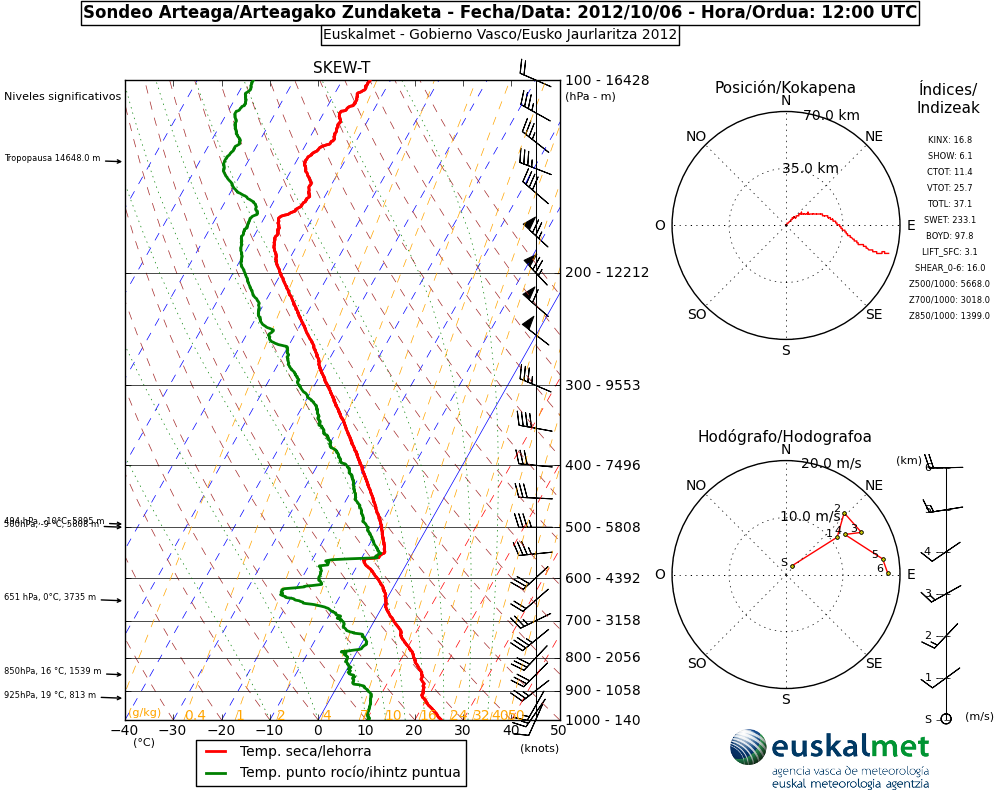 Sondeo Arteaga/Arteagako Zundaketa - Fecha/Data: 2012/10/06 - Hora/Ordua: 12:00 UTC
Euskalmet - Gobierno Vasco/Eusko Jaurlaritza 2012
SKEW-T
Niveles significativos
Tropopausa 14648.0 m
651 hPa, 0°C, 3735 m
850hPa, 16 °C, 1539 m
925hPa, 19 °C, 813 m
100 - 16428
(hPa - m)
200 - 12212
300 - 9553
400 - 7496
500 - 5808
600 - 4392
700 - 3158
800 - 2056
900 - 1058
1000 - 140
(g/kg) 0.4 1 2 4 10 16 24 32 40 50
−40 −30 −20 −10 0 10 20 30 40 50
(°C)
(knots)
Temp. seca/lehorra
Temp. punto rocío/ihintz puntua
Posición/Kokapena
N
70.0 km
NO
NE
35.0 km
O
E
SO
SE
S
Índices/
Indizeak
KINX: 16.8
SHOW: 6.1
CTOT: 11.4
VTOT: 25.7
TOTL: 37.1
SWET: 233.1
BOYD: 97.8
LIFT_SFC: 3.1
SHEAR_0-6: 16.0
Z500/1000: 5668.0
Z700/1000: 3018.0
Z850/1000: 1399.0
Hodógrafo/Hodografoa
N
20.0 m/s
NO
NE
10.0 m/s
O
E
SO
SE
S
S
1
2
3
4
5
6
(km)
6
5
4
3
2
1
S
(m/s)
euskalmet
agencia vasca de meteorología
euskal meteorologia agentzia